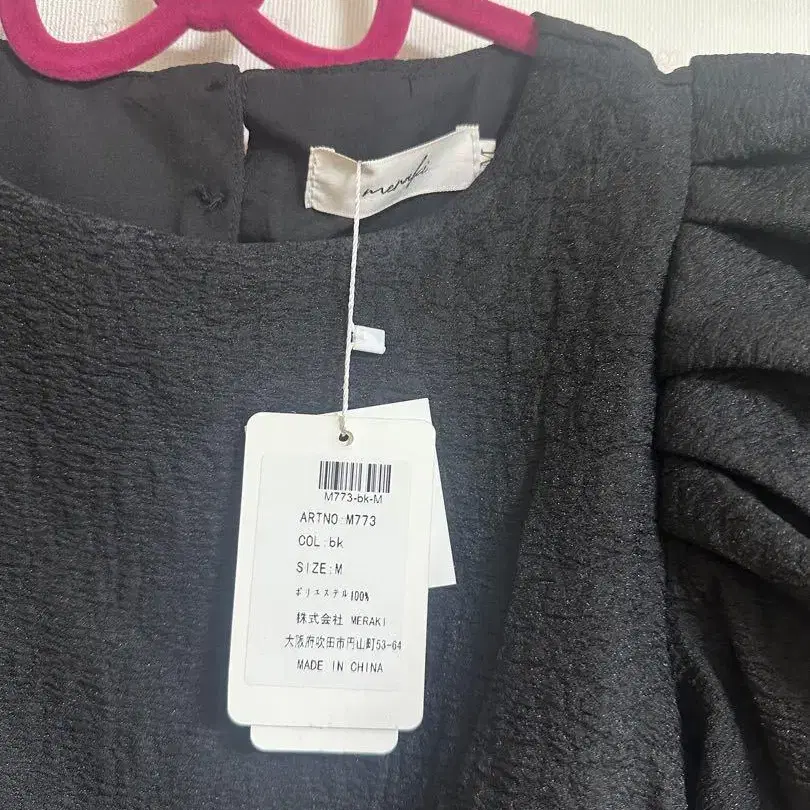 meraki
M773-bk-M
ARTNO:M773
COL:bk
SIZE:M
ポリエステル100%
株式会社 MERAKI
大阪府吹田市円山町53-64
MADE IN CHINA